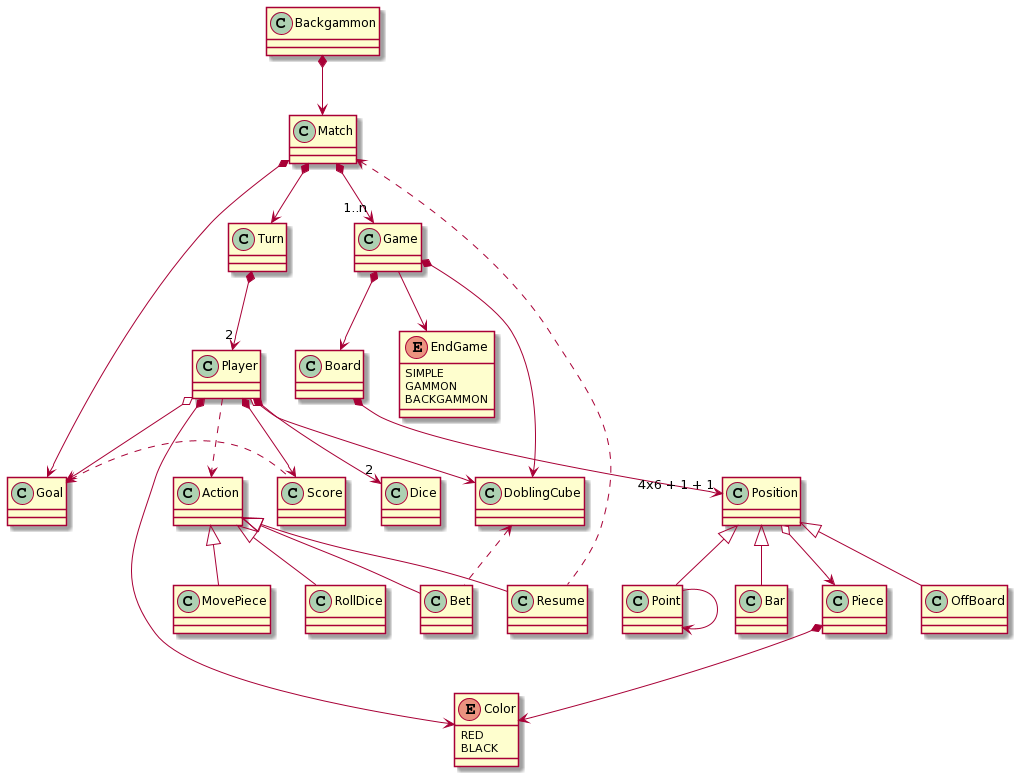 C Backgammon
C Match
1..n
C Turn
C Game
2
C Player
C Board
E EndGame
SIMPLE
GAMMON
BACKGAMMON
2
4x6 + 1 + 1
C Goal
C Action
C Score
C Dice
C DoblingCube
C Position
C MovePiece
C RollDice
C Bet
C Resume
C Point
C Bar
C Piece
C OffBoard
E Color
RED
BLACK